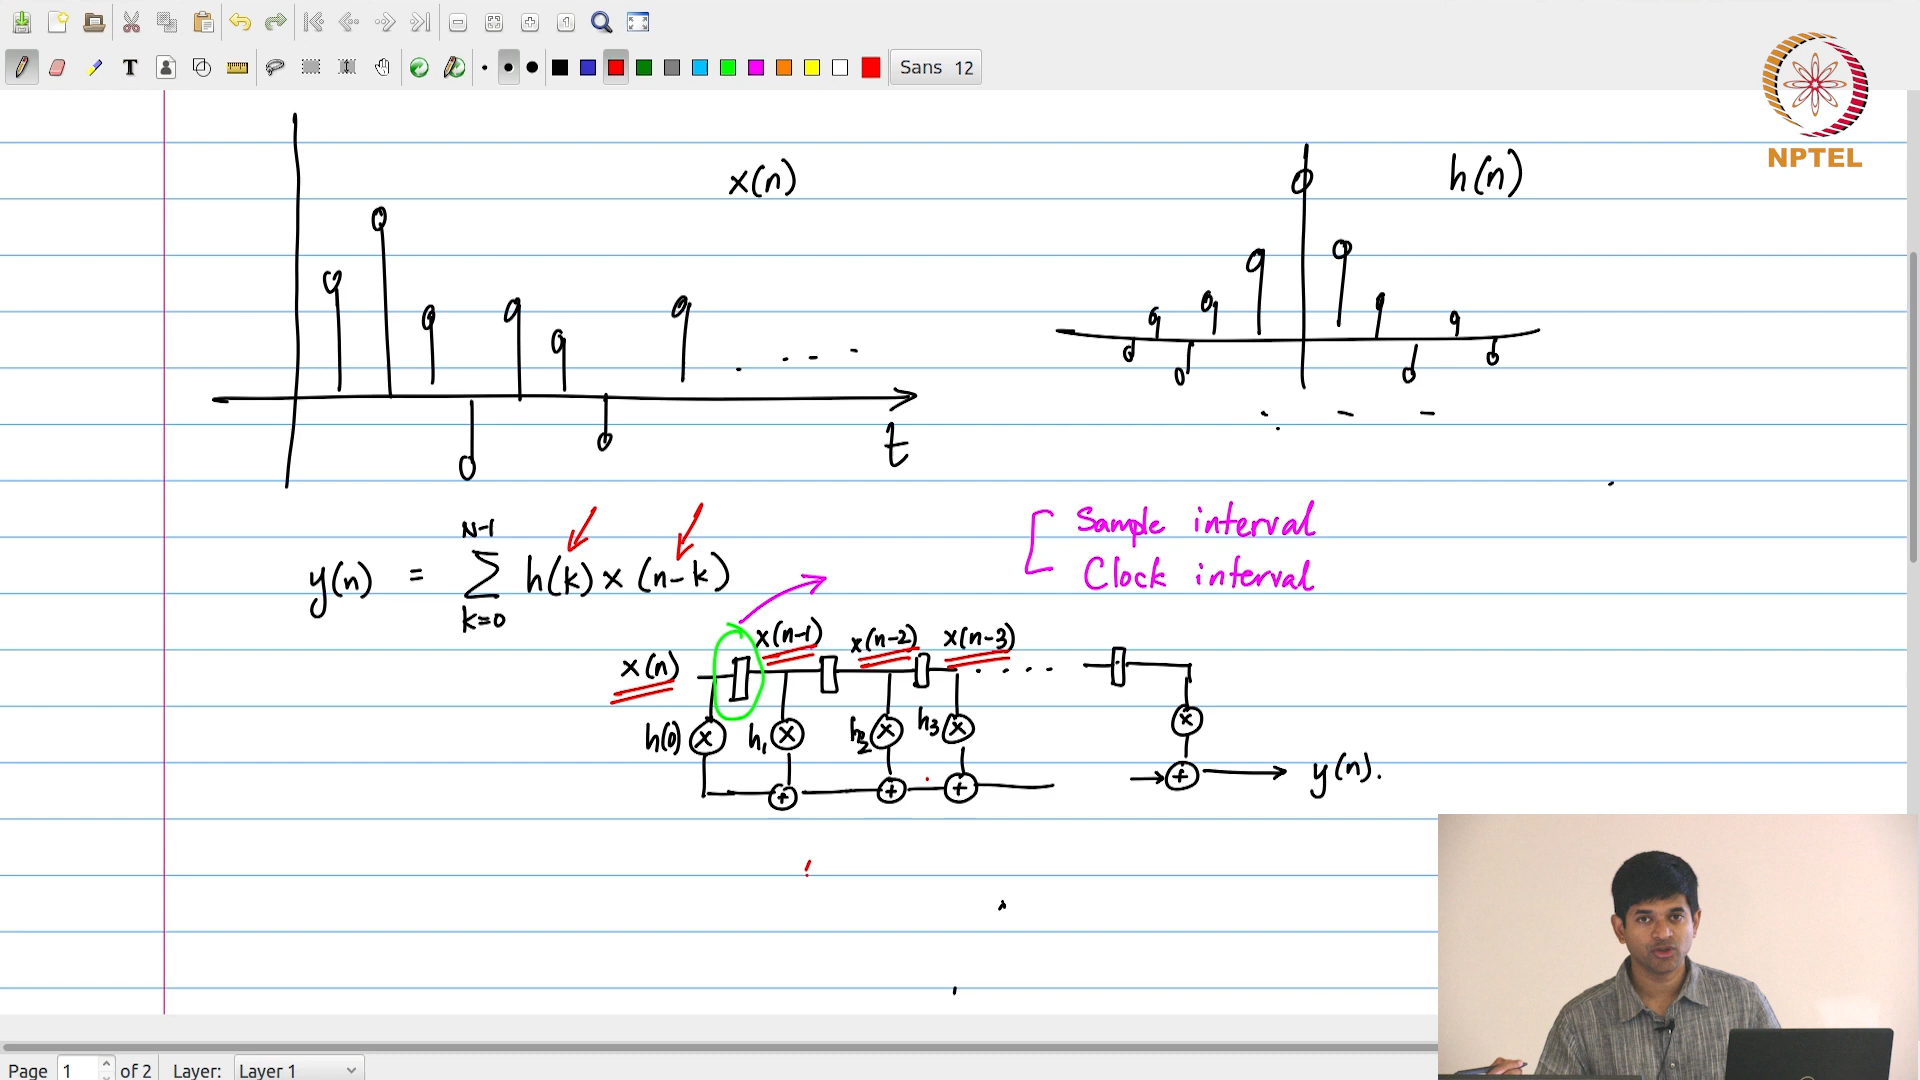 Sans 12
NPTEL
x(n)
h(n)
t
Sample interval
Clock interval
y(n) = N-1 ∑ k=0 h(k) x (n-k)
x(n) x(n-1) x(n-2) x(n-3) . . . .
h(0) x h₁ x h₂ x h₃ x x
+ + + + y(n).
Page 1 of 2 Layer: Layer 1